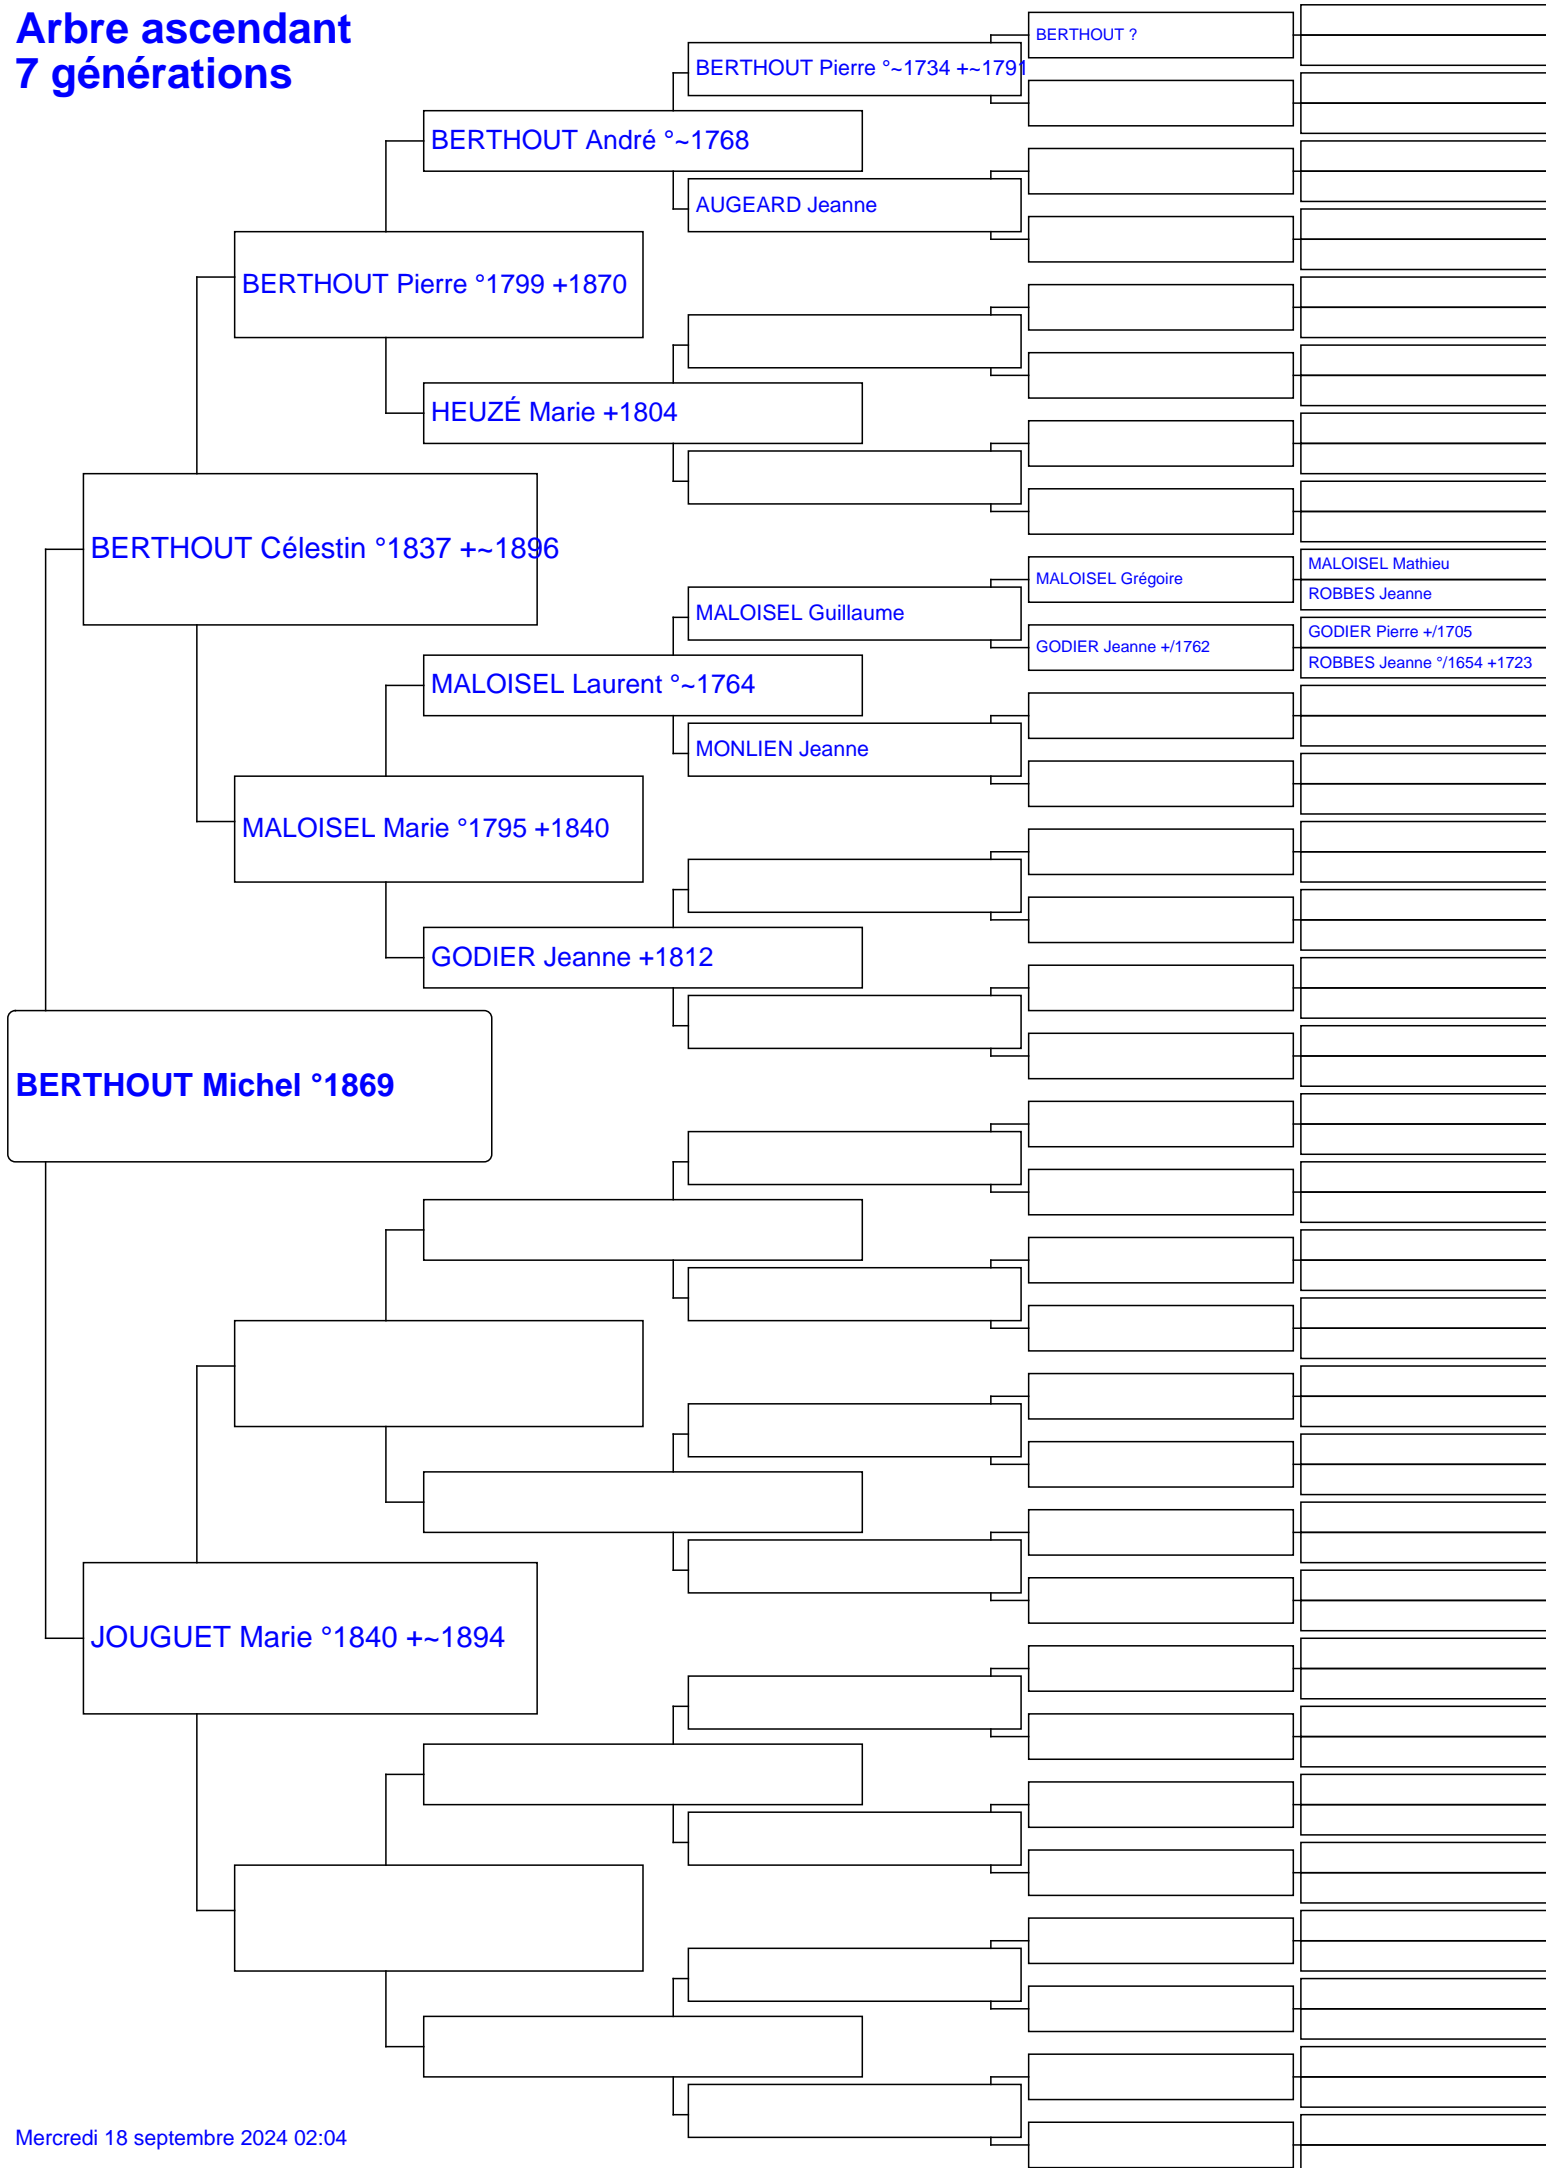 Arbre ascendant
7 générations
BERTHOUT ?
BERTHOUT Pierre °~1734 +~1791
BERTHOUT André °~1768
AUGEARD Jeanne
BERTHOUT Pierre °1799 +1870
HEUZÉ Marie +1804
BERTHOUT Célestin °1837 +~1896
MALOISEL Mathieu
MALOISEL Grégoire
ROBBES Jeanne
MALOISEL Guillaume
GODIER Pierre +/1705
GODIER Jeanne +/1762
ROBBES Jeanne °/1654 +1723
MALOISEL Laurent °~1764
MONLIEN Jeanne
MALOISEL Marie °1795 +1840
GODIER Jeanne +1812
BERTHOUT Michel °1869
JOUGUET Marie °1840 +~1894
Mercredi 18 septembre 2024 02:04